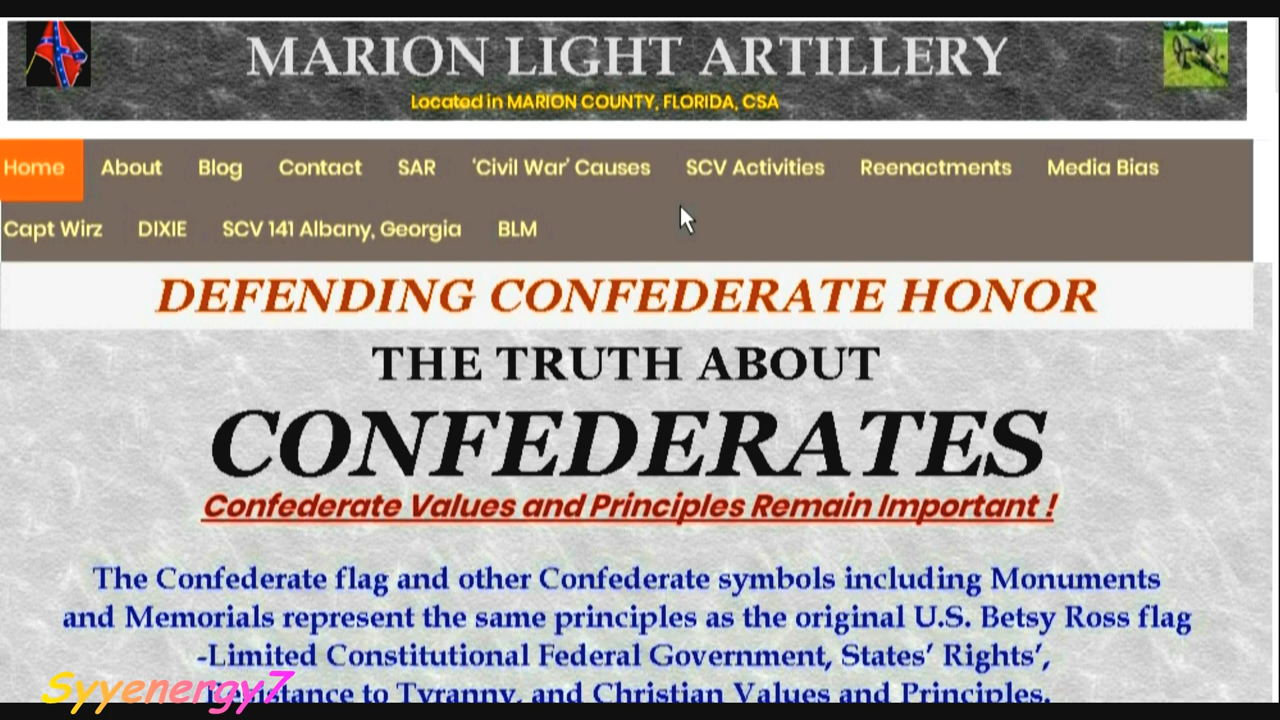 MARION LIGHT ARTILLERY
Located in MARION COUNTY, FLORIDA, CSA
Home About Blog Contact SAR 'Civil War' Causes SCV Activities Reenactments Media Bias
Capt Wirz DIXIE SCV 141 Albany, Georgia BLM
DEFENDING CONFEDERATE HONOR
THE TRUTH ABOUT
CONFEDERATES
Confederate Values and Principles Remain Important !
The Confederate flag and other Confederate symbols including Monuments
and Memorials represent the same principles as the original U.S. Betsy Ross flag
-Limited Constitutional Federal Government, States' Rights',
to Tyranny, and Christian Values and Principles.
Syyenergy7